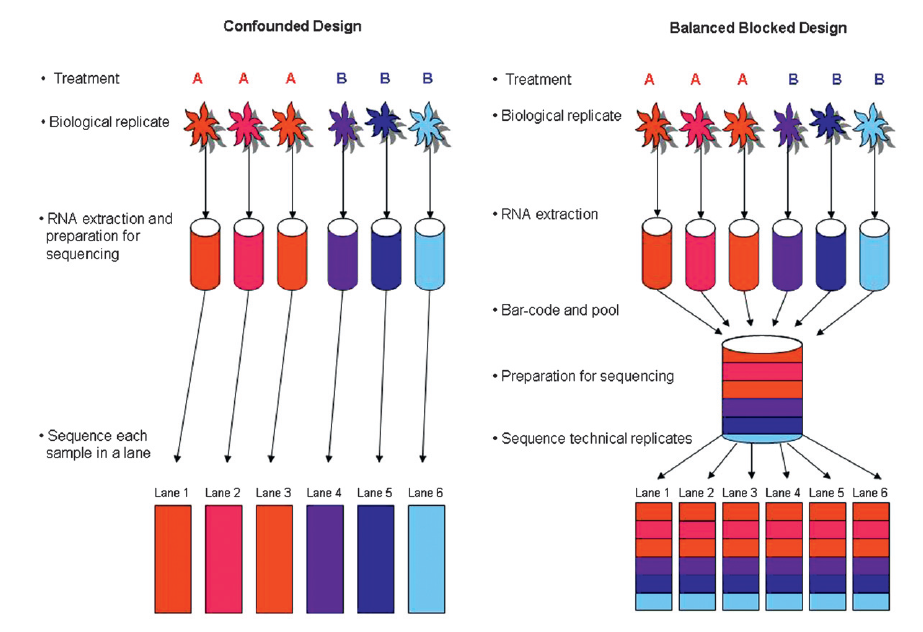 Confounded Design
• Treatment A A A B B B
• Biological replicate
• RNA extraction and
preparation for
sequencing
• Sequence each
sample in a lane
Lane 1 Lane 2 Lane 3 Lane 4 Lane 5 Lane 6
Balanced Blocked Design
• Treatment A A A B B B
• Biological replicate
• RNA extraction
• Bar-code and pool
• Preparation for sequencing
• Sequence technical replicates
Lane 1 Lane 2 Lane 3 Lane 4 Lane 5 Lane 6